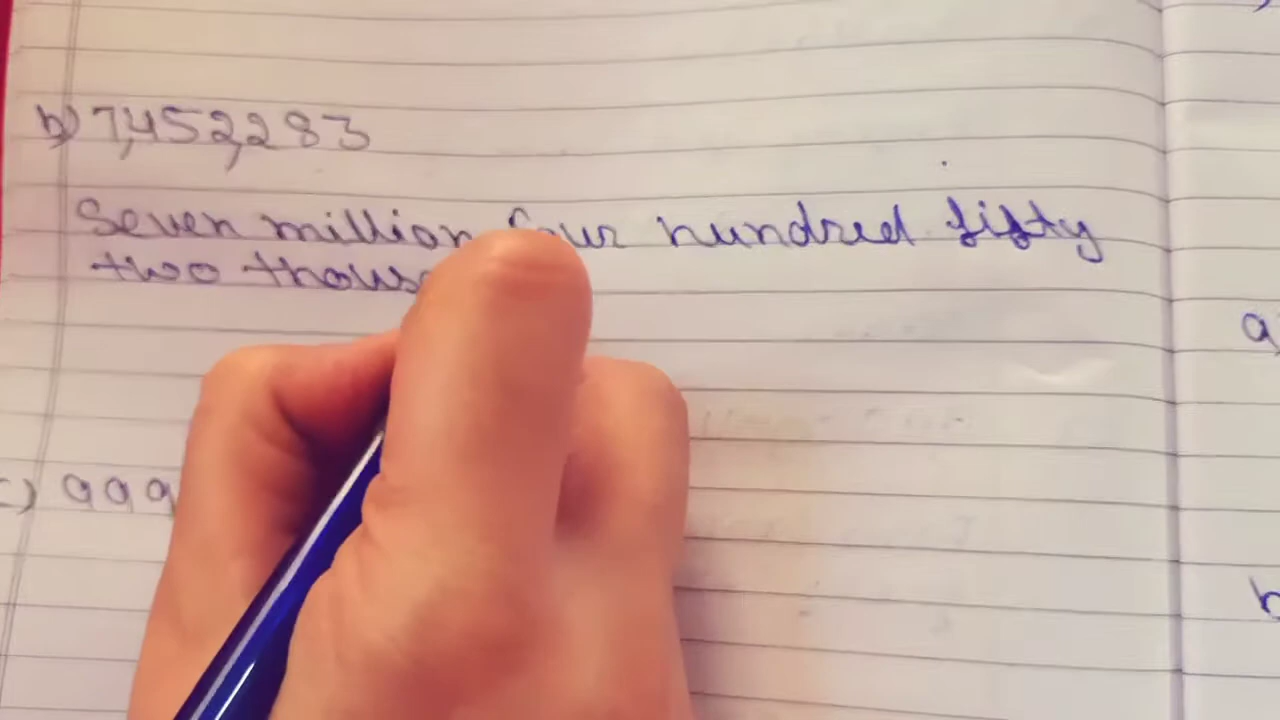 b) 7,452,283
Seven million four hundred fifty
two thous
c) 999
a
b